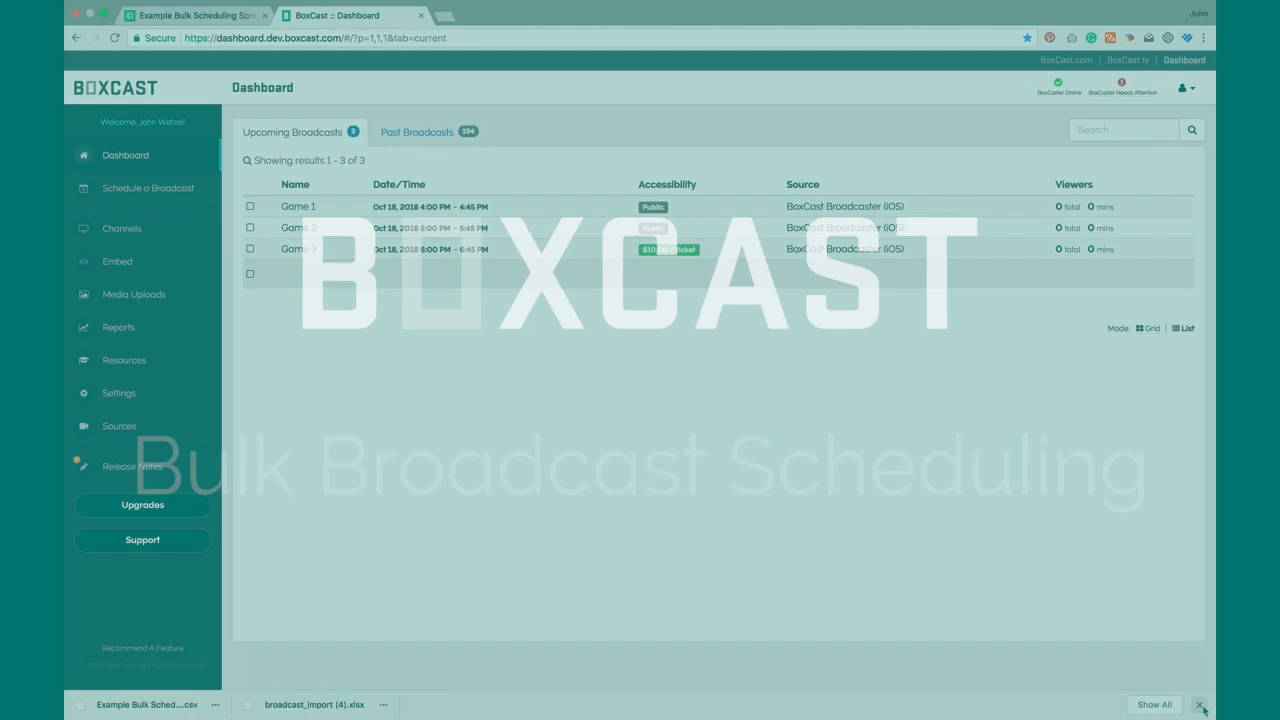 Example Bulk Scheduling Spre
BoxCast :: Dashboard
John
Secure
https://dashboard.dev.boxcast.com/#/?p=1,1,1&tab=current
BoxCast.com | BoxCast.tv | Dashboard
BOXCAST
Dashboard
BoxCaster Online
BoxCaster Needs Attention
Welcome, John Wetzel!
Dashboard
Schedule a Broadcast
Channels
Embed
Media Uploads
Reports
Resources
Settings
Sources
Release Notes
Upgrades
Support
Recommend A Feature
Upcoming Broadcasts 3
Past Broadcasts 194
Search
Showing results 1 - 3 of 3
Name Date/Time Accessibility Source Viewers
Game 1 Oct 18, 2018 4:00 PM - 4:45 PM Public BoxCast Broadcaster (iOS) 0 total 0 mins
Game 2 Oct 18, 2018 5:00 PM - 5:45 PM Public BoxCast Broadcaster (iOS) 0 total 0 mins
Game 3 Oct 18, 2018 6:00 PM - 6:45 PM $10.00 / ticket BoxCast Broadcaster (iOS) 0 total 0 mins
Mode: Grid | List
BOXCAST
Bulk Broadcast Scheduling
Example Bulk Sched....csv
broadcast_import (4).xlsx
Show All